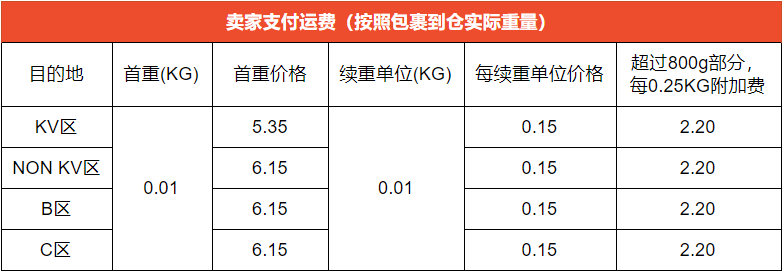 卖家支付运费（按照包裹到仓实际重量）
目的地 首重(KG) 首重价格 续重单位(KG) 每续重单位价格 超过800g部分，
每0.25KG附加费
KV区 0.01 5.35 0.01 0.15 2.20
NON KV区 6.15 0.15 2.20
B区 6.15 0.15 2.20
C区 6.15 0.15 2.20